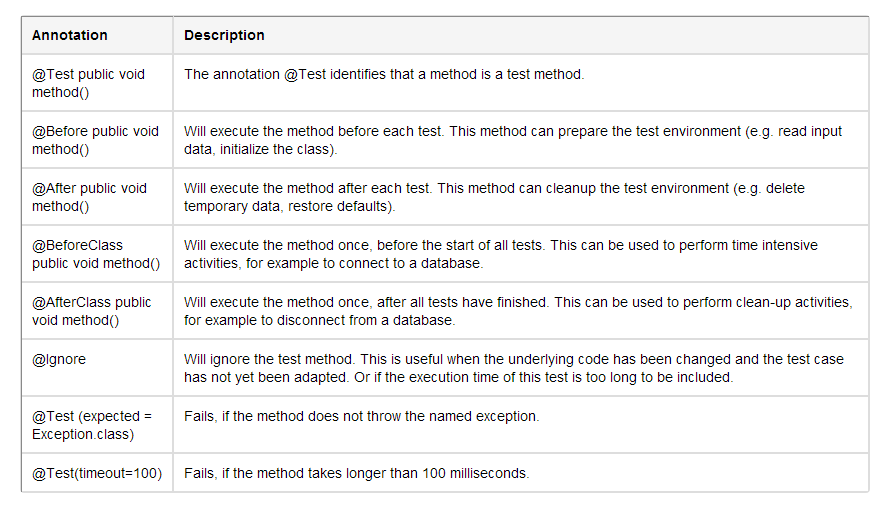 Annotation Description
@Test public void The annotation @Test identifies that a method is a test method.
method()
@Before public void Will execute the method before each test. This method can prepare the test environment (e.g. read input
method() data, initialize the class).
@After public void Will execute the method after each test. This method can cleanup the test environment (e.g. delete
method() temporary data, restore defaults).
@BeforeClass Will execute the method once, before the start of all tests. This can be used to perform time intensive
public void method() activities, for example to connect to a database.
@AfterClass public Will execute the method once, after all tests have finished. This can be used to perform clean-up activities,
void method() for example to disconnect from a database.
@Ignore Will ignore the test method. This is useful when the underlying code has been changed and the test case
has not yet been adapted. Or if the execution time of this test is too long to be included.
@Test (expected = Fails, if the method does not throw the named exception.
Exception.class)
@Test(timeout=100) Fails, if the method takes longer than 100 milliseconds.